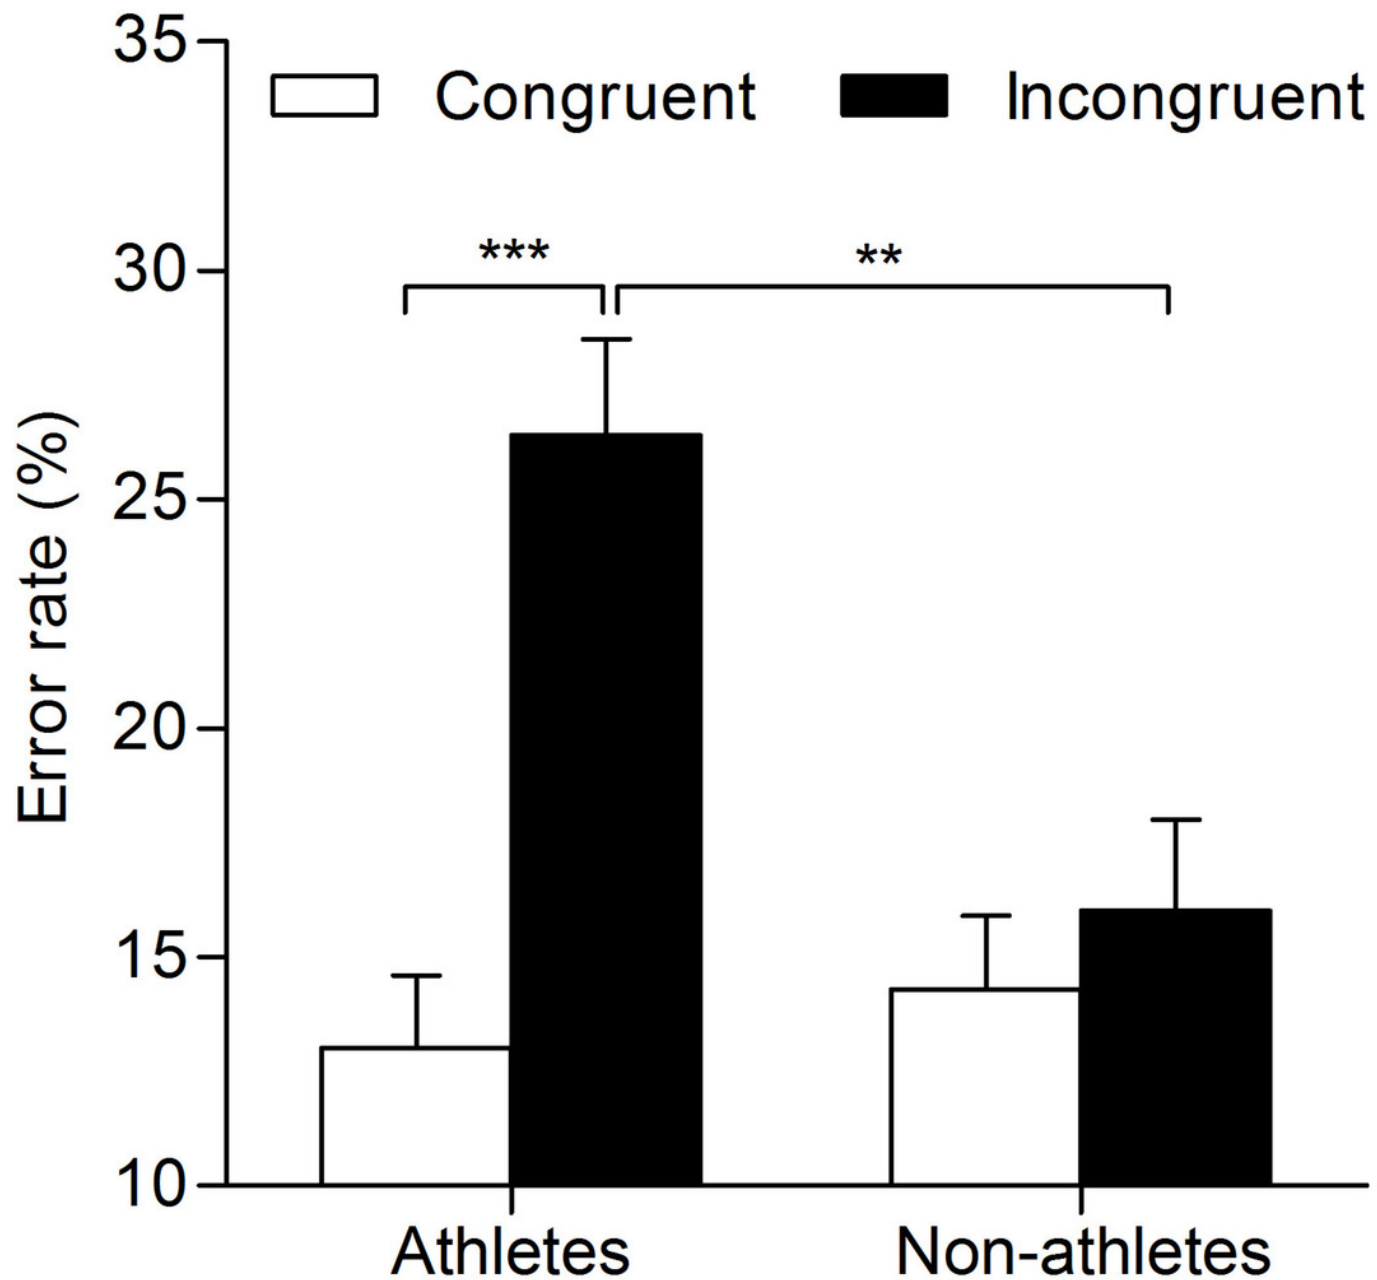 35
Congruent Incongruent
*** **
30
25
20
15
10
Error rate (%)
Athletes Non-athletes